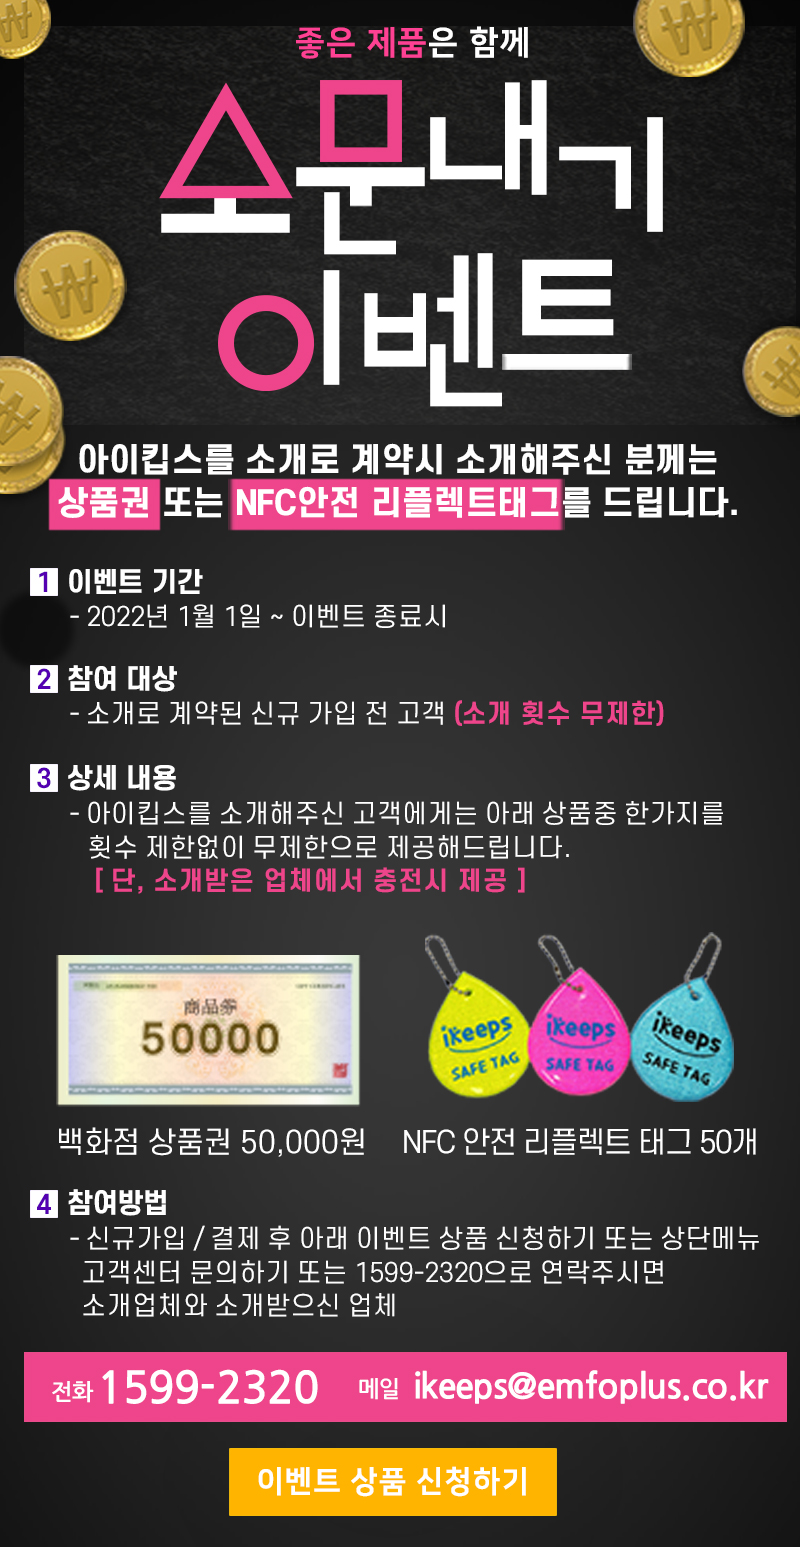 좋은 제품은 함께
소문내기
이벤트
아이킵스를 소개로 계약시 소개해주신 분께는
상품권 또는 NFC안전 리플렉트태그를 드립니다.
1 이벤트 기간
- 2022년 1월 1일 ~ 이벤트 종료시
2 참여 대상
- 소개로 계약된 신규 가입 전 고객 (소개 횟수 무제한)
3 상세 내용
- 아이킵스를 소개해주신 고객에게는 아래 상품중 한가지를
횟수 제한없이 무제한으로 제공해드립니다.
[ 단, 소개받은 업체에서 충전시 제공 ]
商品券
50000
ikeeps
SAFE TAG
ikeeps
SAFE TAG
ikeeps
SAFE TAG
백화점 상품권 50,000원
NFC 안전 리플렉트 태그 50개
4 참여방법
- 신규가입 / 결제 후 아래 이벤트 상품 신청하기 또는 상단메뉴
고객센터 문의하기 또는 1599-2320으로 연락주시면
소개업체와 소개받으신 업체
전화 1599-2320 메일 ikeeps@emfoplus.co.kr
이벤트 상품 신청하기